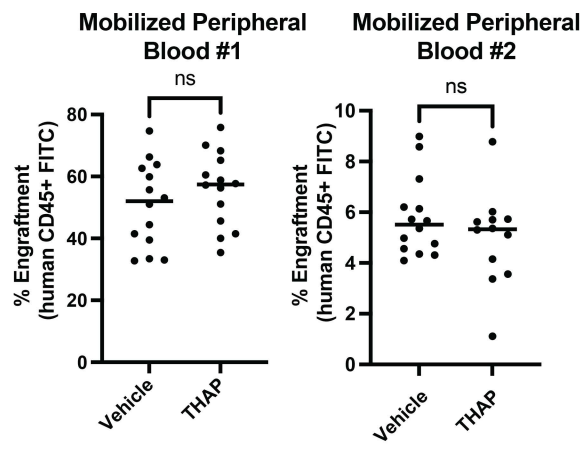 Mobilized Peripheral
Blood #1
ns
80
60
40
20
0
% Engraftment
(human CD45+ FITC)
Vehicle
THAP
Mobilized Peripheral
Blood #2
ns
10
8
6
4
2
0
% Engraftment
(human CD45+ FITC)
Vehicle
THAP